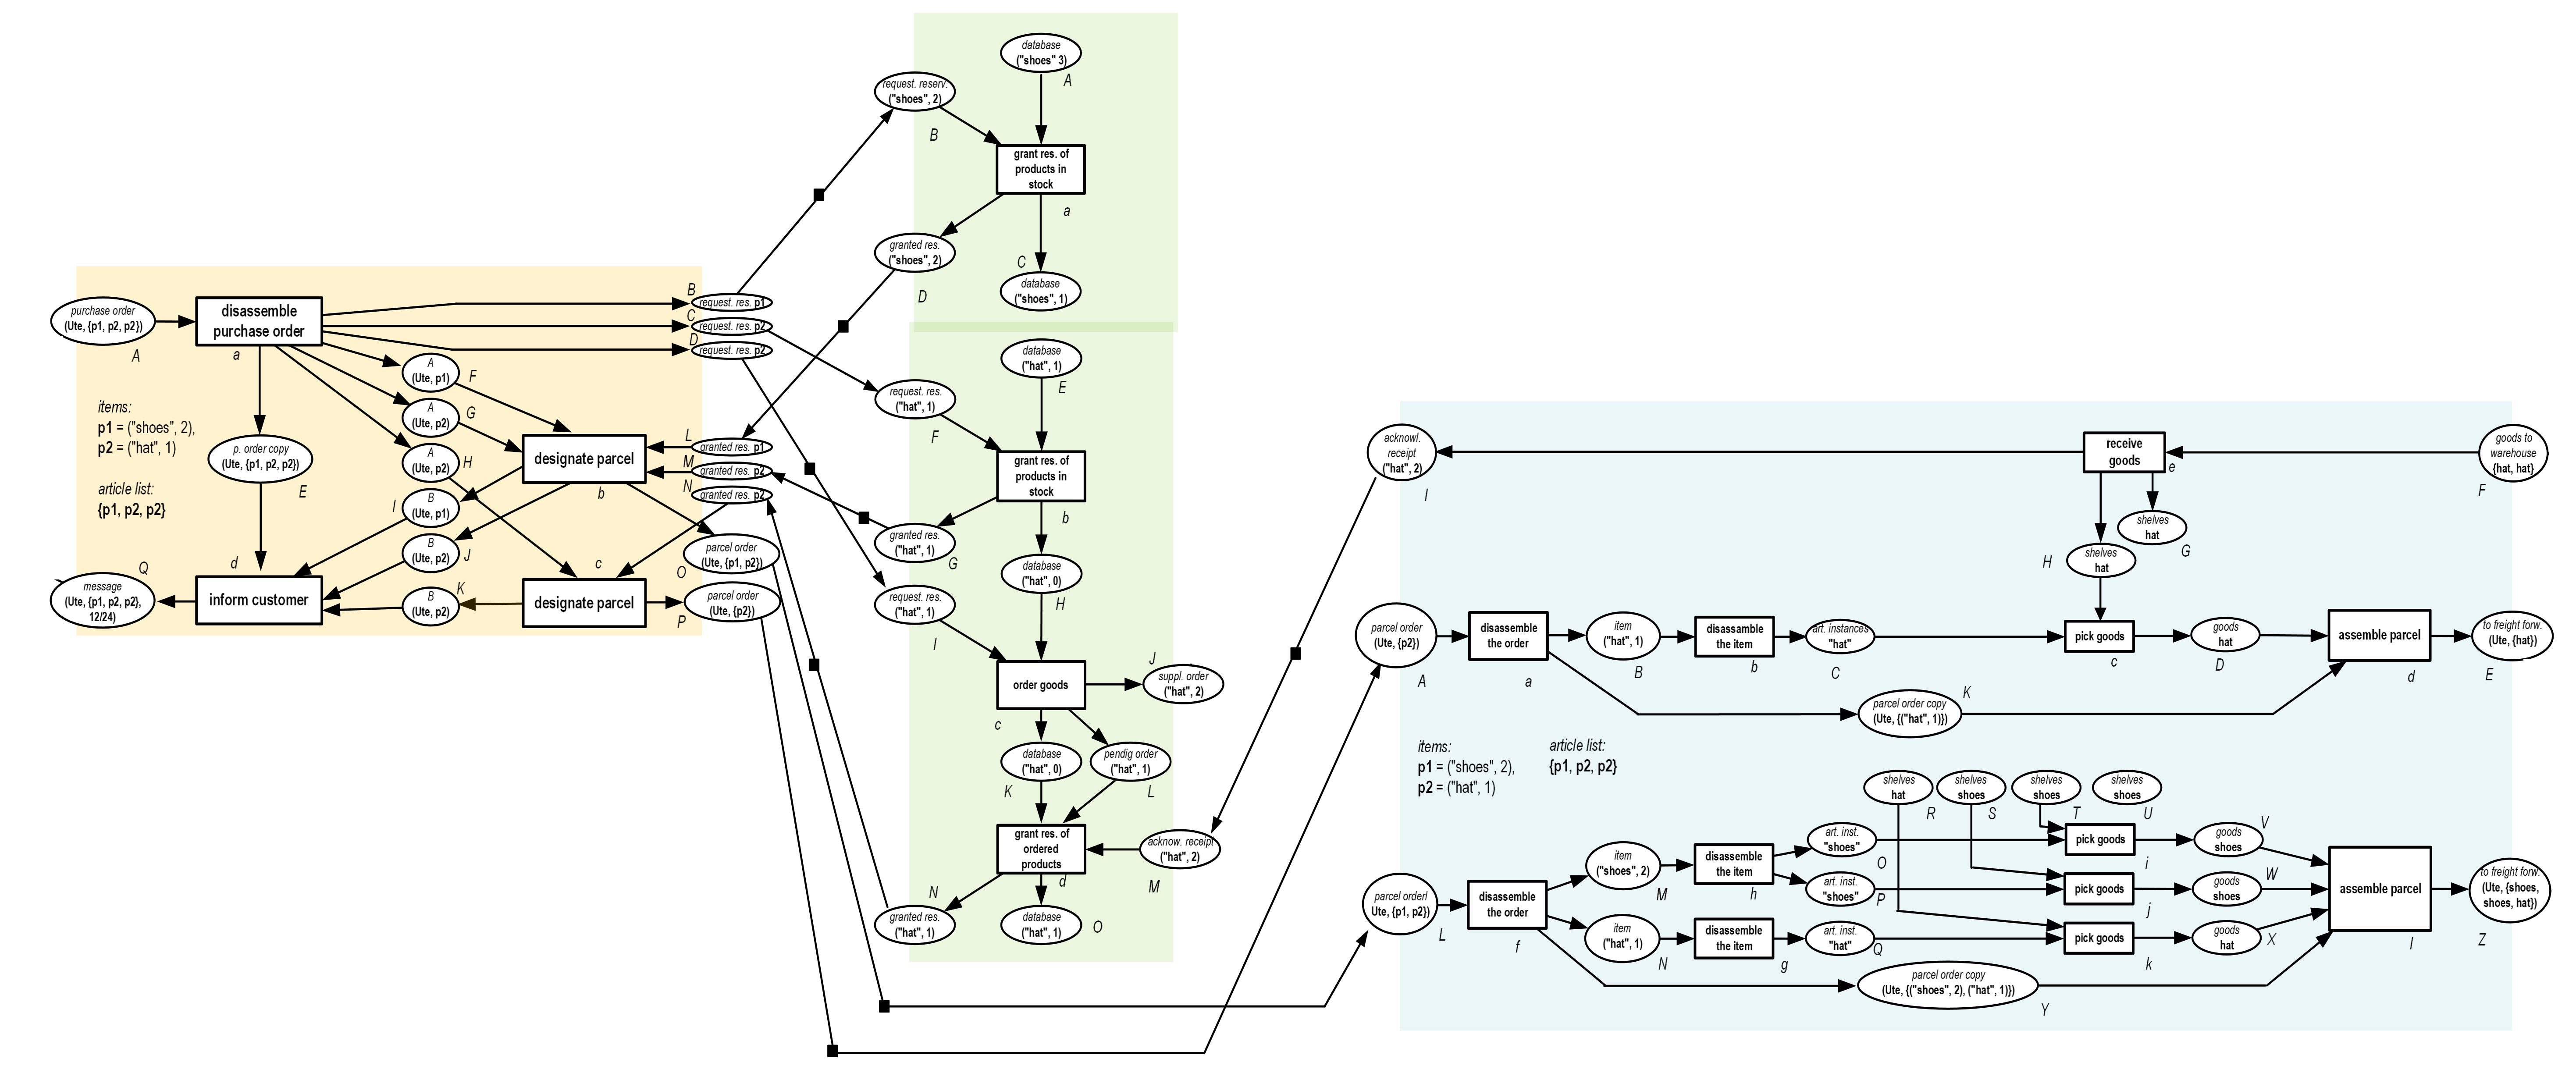 purchase order
(Ute, {p1, p2, p2})
A
disassemble
purchase order
a
items:
p1 = ("shoes", 2),
p2 = ("hat", 1)
article list:
{p1, p2, p2}
p. order copy
(Ute, {p1, p2, p2})
E
A
(Ute, p1)
F
A
(Ute, p2)
G
A
(Ute, p2)
H
B
(Ute, p1)
I
B
(Ute, p2)
J
B
(Ute, p2)
K
designate parcel
b
c
designate parcel
d
inform customer
Q
message
(Ute, {p1, p2, p2},
12/24)
B
request. res. p1
C
request. res. p2
D
request. res. p2
L
granted res. p1
M
granted res. p2
N
granted res. p2
parcel order
(Ute, {p1, p2})
O
parcel order
(Ute, {p2})
P
database
("shoes" 3)
A
request. reserv.
("shoes", 2)
B
grant res. of
products in
stock
a
granted res.
("shoes", 2)
D
C
database
("shoes", 1)
database
("hat", 1)
E
request. res.
("hat", 1)
F
grant res. of
products in
stock
b
granted res.
("hat", 1)
G
database
("hat", 0)
H
request. res.
("hat", 1)
I
order goods
c
J
suppl. order
("hat", 2)
database
("hat", 0)
K
pendig order
("hat", 1)
L
grant res. of
ordered
products
d
acknow. receipt
("hat", 2)
M
N
granted res.
("hat", 1)
database
("hat", 1)
O
acknowl.
receipt
("hat", 2)
I
receive
goods
e
goods to
warehouse
{hat, hat}
F
shelves
hat
G
shelves
hat
H
parcel order
(Ute, {p2})
A
disassemble
the order
a
item
("hat", 1)
B
disassamble
the item
b
art. instances
"hat"
C
pick goods
c
goods
hat
D
assemble parcel
d
to freight forw.
(Ute, {hat})
E
parcel order copy
(Ute, {("hat", 1)})
K
items:
p1 = ("shoes", 2),
p2 = ("hat", 1)
article list:
{p1, p2, p2}
shelves
hat
R
shelves
shoes
S
shelves
shoes
T
shelves
shoes
U
parcel orderl
Ute, {p1, p2})
L
disassemble
the order
f
item
("shoes", 2)
M
item
("hat", 1)
N
disassemble
the item
h
disassemble
the item
g
art. inst.
"shoes"
O
art. inst.
"shoes"
P
art. inst.
"hat"
Q
pick goods
i
pick goods
j
pick goods
k
goods
shoes
V
goods
shoes
W
goods
hat
X
assemble parcel
l
to freight forw.
(Ute, {shoes,
shoes, hat})
Z
parcel order copy
(Ute, {("shoes", 2), ("hat", 1)})
Y